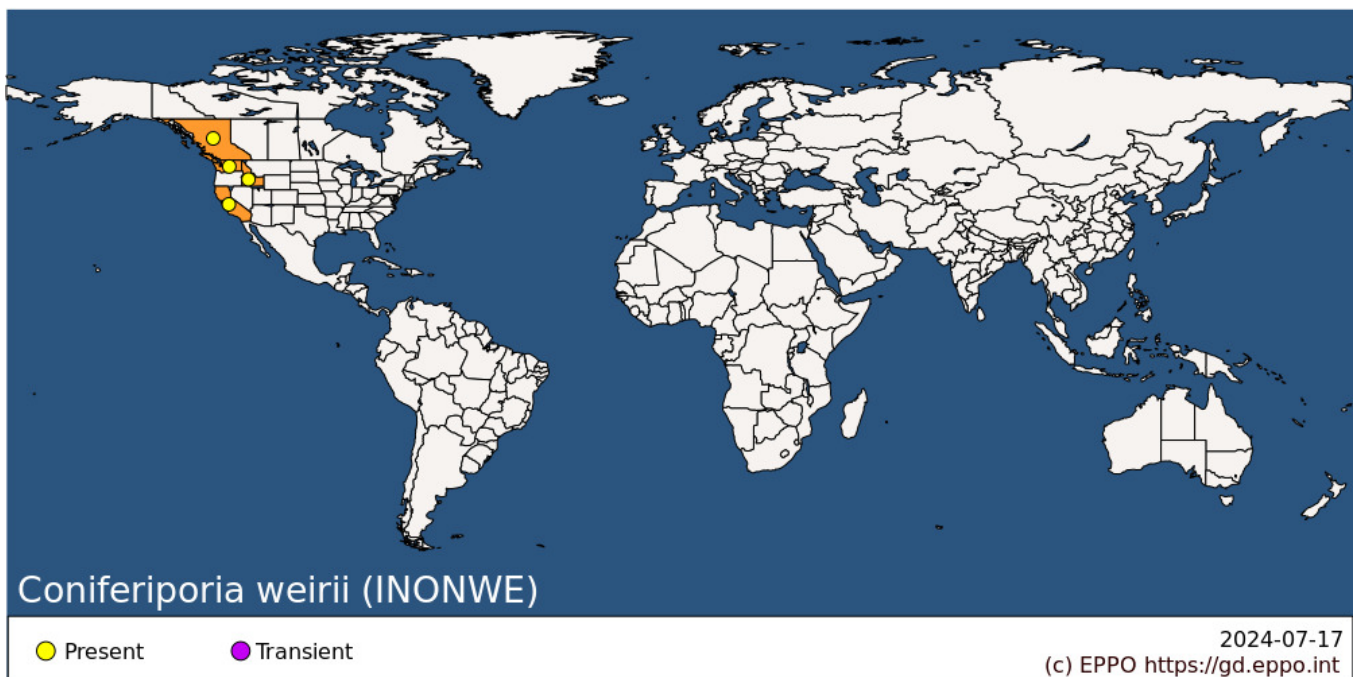 Coniferiporia weirii (INONWE)
Present
Transient
2024-07-17
(c) EPPO https://gd.eppo.int